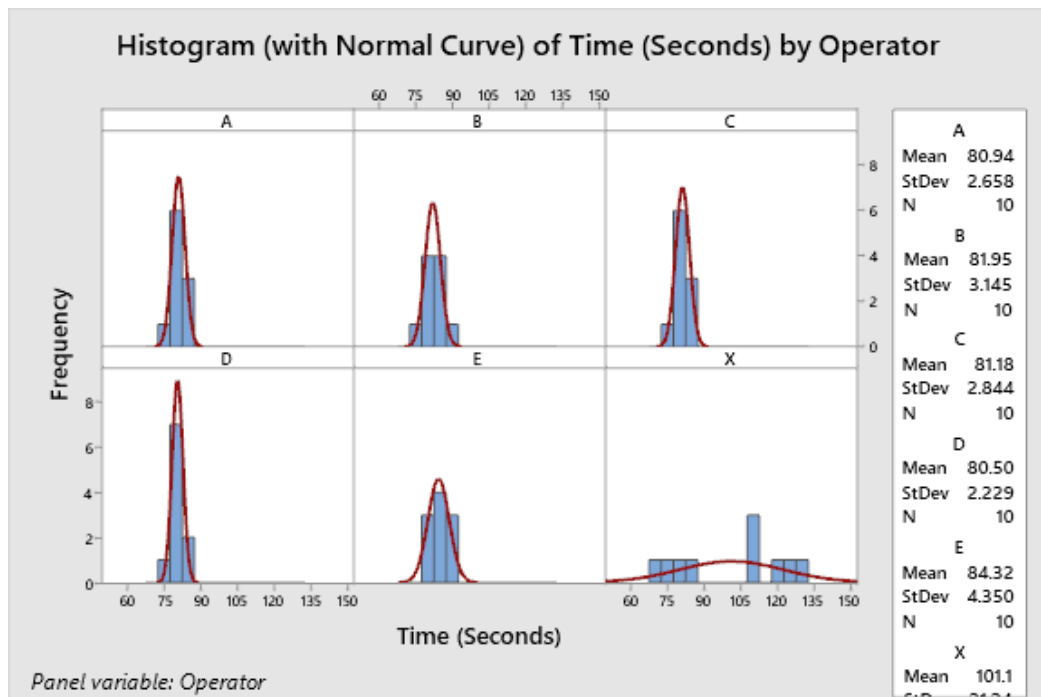 Histogram (with Normal Curve) of Time (Seconds) by Operator
60 75 90 105 120 135 150
A B C
8
6
4
2
0
D E X
8
6
4
2
0
60 75 90 105 120 135 150 60 75 90 105 120 135 150
Frequency
Time (Seconds)
Panel variable: Operator
A
Mean 80.94
StDev 2.658
N 10
B
Mean 81.95
StDev 3.145
N 10
C
Mean 81.18
StDev 2.844
N 10
D
Mean 80.50
StDev 2.229
N 10
E
Mean 84.32
StDev 4.350
N 10
X
Mean 101.1